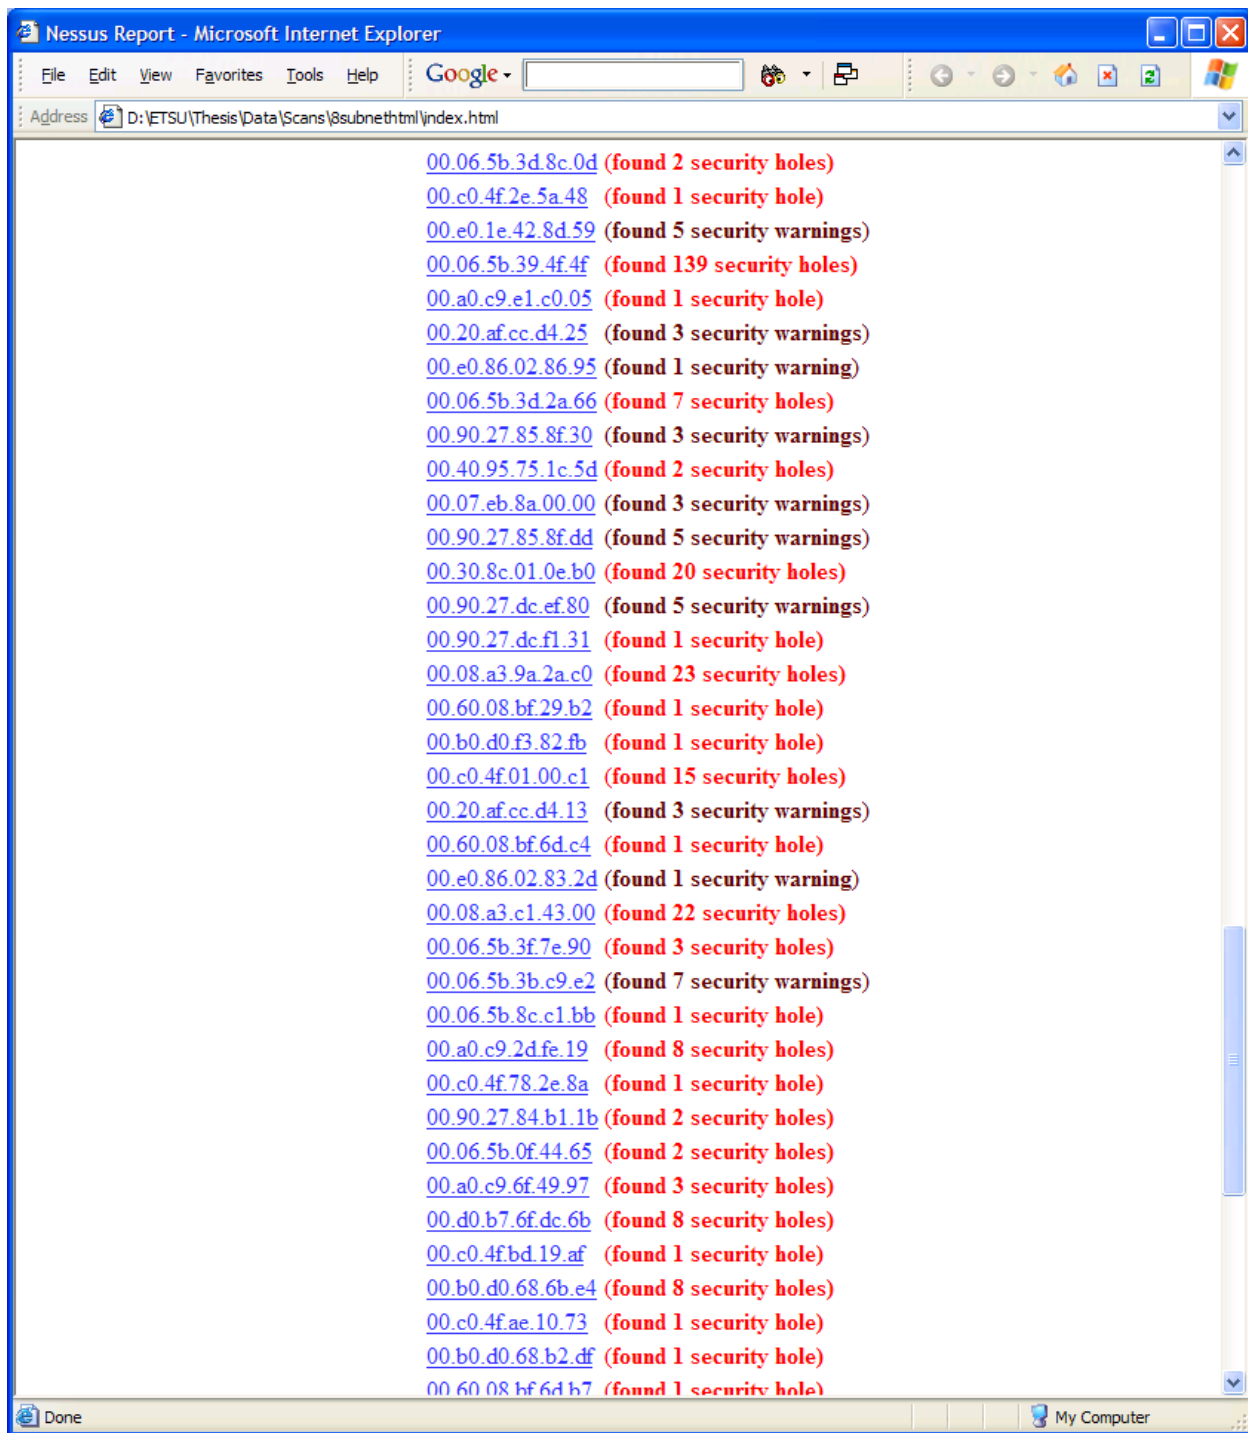 Nessus Report - Microsoft Internet Explorer
File Edit View Favorites Tools Help Google
Address D:\ETSU\Thesis\Data\Scans\8subnethtml\index.html
00.06.5b.3d.8c.0d (found 2 security holes)
00.c0.4f.2e.5a.48 (found 1 security hole)
00.e0.1e.42.8d.59 (found 5 security warnings)
00.06.5b.39.4f.4f (found 139 security holes)
00.a0.c9.e1.c0.05 (found 1 security hole)
00.20.af.cc.d4.25 (found 3 security warnings)
00.e0.86.02.86.95 (found 1 security warning)
00.06.5b.3d.2a.66 (found 7 security holes)
00.90.27.85.8f.30 (found 3 security warnings)
00.40.95.75.1c.5d (found 2 security holes)
00.07.eb.8a.00.00 (found 3 security warnings)
00.90.27.85.8f.dd (found 5 security warnings)
00.30.8c.01.0e.b0 (found 20 security holes)
00.90.27.dc.ef.80 (found 5 security warnings)
00.90.27.dc.f1.31 (found 1 security hole)
00.08.a3.9a.2a.c0 (found 23 security holes)
00.60.08.bf.29.b2 (found 1 security hole)
00.b0.d0.f3.82.fb (found 1 security hole)
00.c0.4f.01.00.c1 (found 15 security holes)
00.20.af.cc.d4.13 (found 3 security warnings)
00.60.08.bf.6d.c4 (found 1 security hole)
00.e0.86.02.83.2d (found 1 security warning)
00.08.a3.c1.43.00 (found 22 security holes)
00.06.5b.3f.7e.90 (found 3 security holes)
00.06.5b.3b.c9.e2 (found 7 security warnings)
00.06.5b.8c.c1.bb (found 1 security hole)
00.a0.c9.2d.fe.19 (found 8 security holes)
00.c0.4f.78.2e.8a (found 1 security hole)
00.90.27.84.b1.1b (found 2 security holes)
00.06.5b.0f.44.65 (found 2 security holes)
00.a0.c9.6f.49.97 (found 3 security holes)
00.d0.b7.6f.dc.6b (found 8 security holes)
00.c0.4f.bd.19.af (found 1 security hole)
00.b0.d0.68.6b.e4 (found 8 security holes)
00.c0.4f.ae.10.73 (found 1 security hole)
00.b0.d0.68.b2.df (found 1 security hole)
00.60.08.bf.6d.b7 (found 1 security hole)
Done My Computer